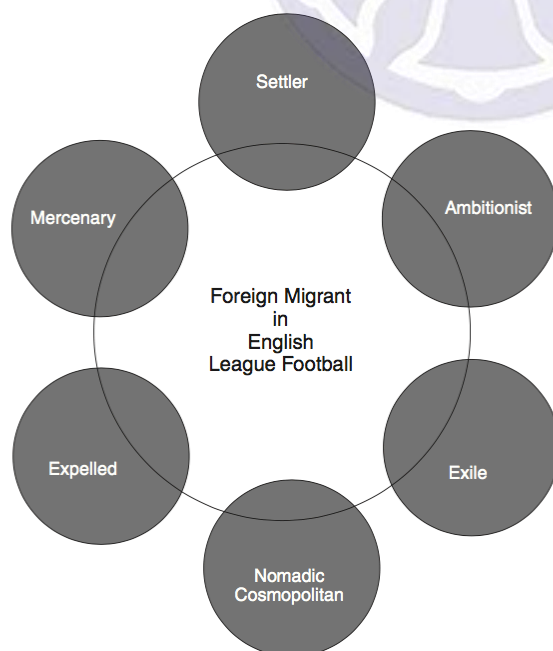 Settler
Ambitionist
Mercenary
Foreign Migrant
in
English
League Football
Expelled
Exile
Nomadic
Cosmopolitan